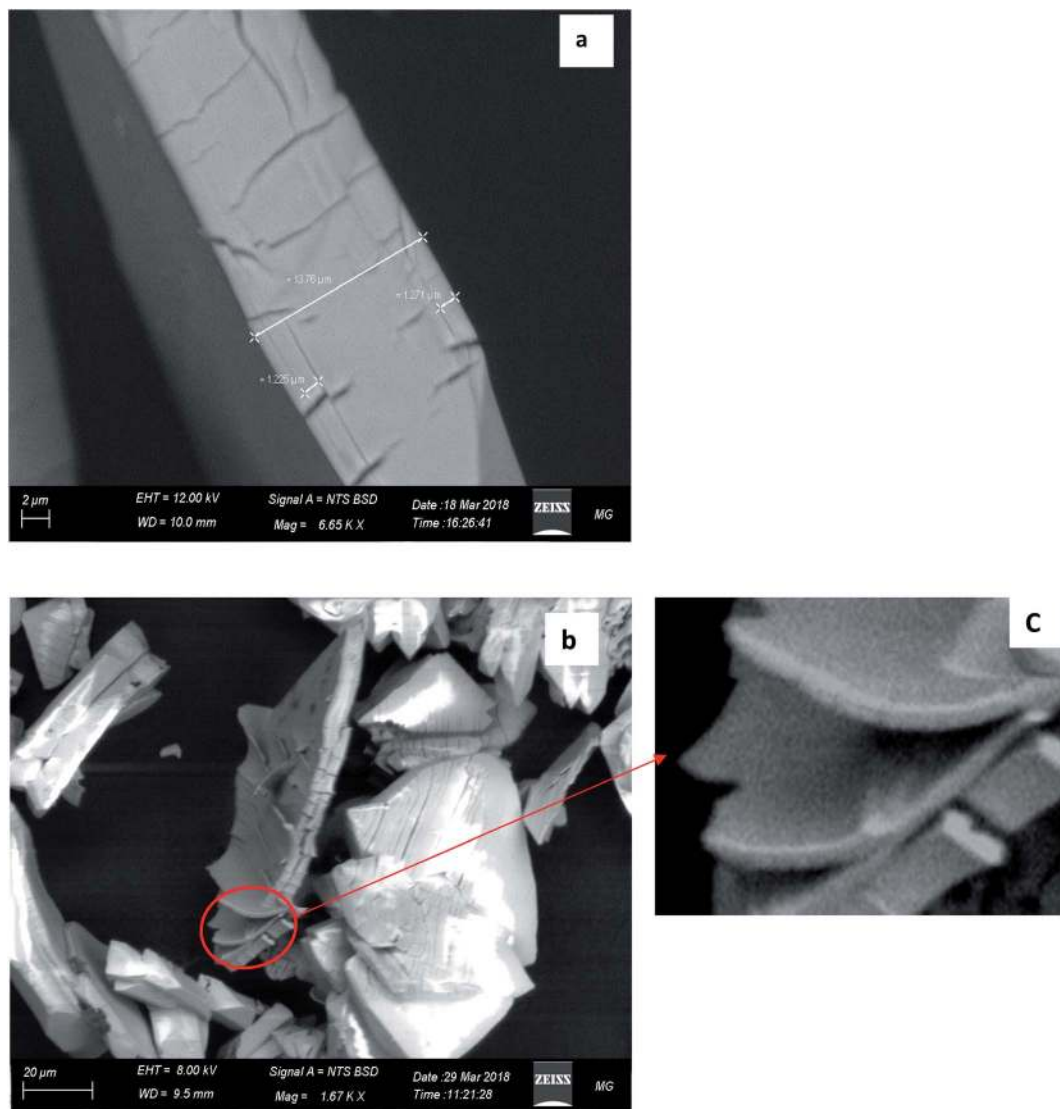 a
= 13.76 µm
= 1.271 µm
= 1.225 µm
2 µm
EHT = 12.00 kV
Signal A = NTS BSD
Date :18 Mar 2018
ZEISS
MG
WD = 10.0 mm
Mag = 6.65 K X
Time :16:26:41
b
C
20 µm
EHT = 8.00 kV
Signal A = NTS BSD
Date :29 Mar 2018
ZEISS
MG
WD = 9.5 mm
Mag = 1.67 K X
Time :11:21:28